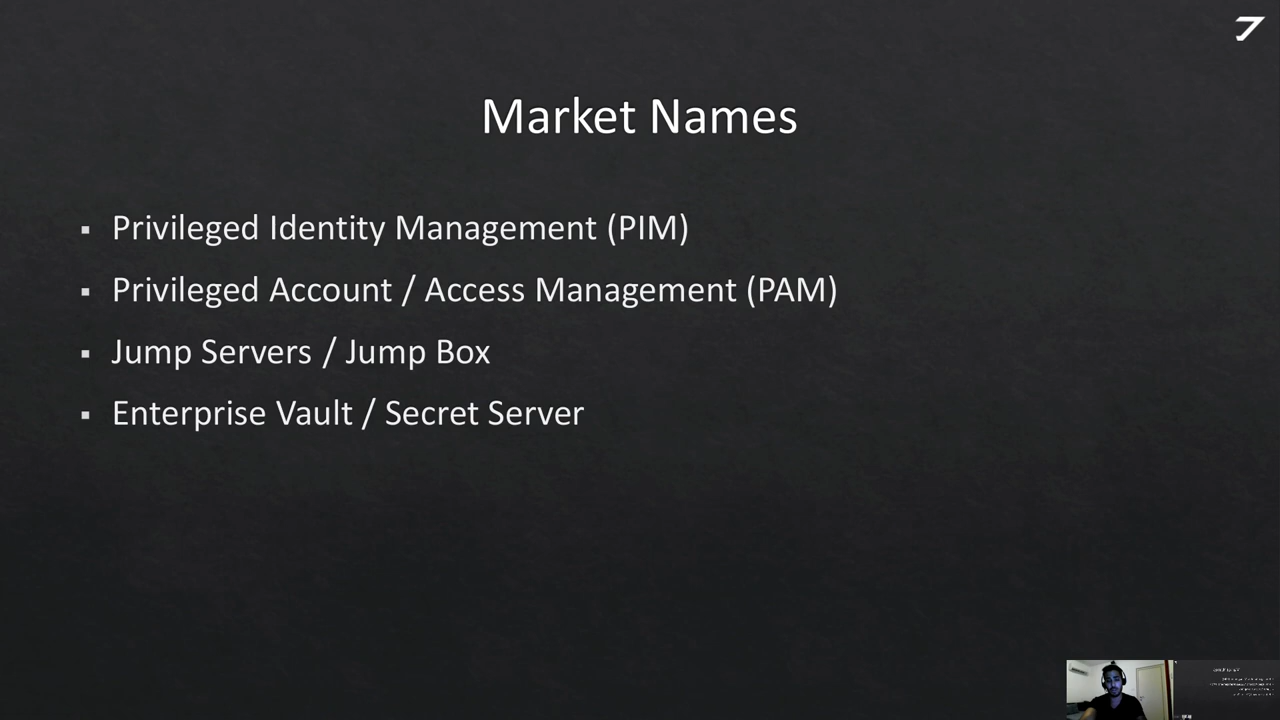 Market Names
Privileged Identity Management (PIM)
Privileged Account / Access Management (PAM)
Jump Servers / Jump Box
Enterprise Vault / Secret Server